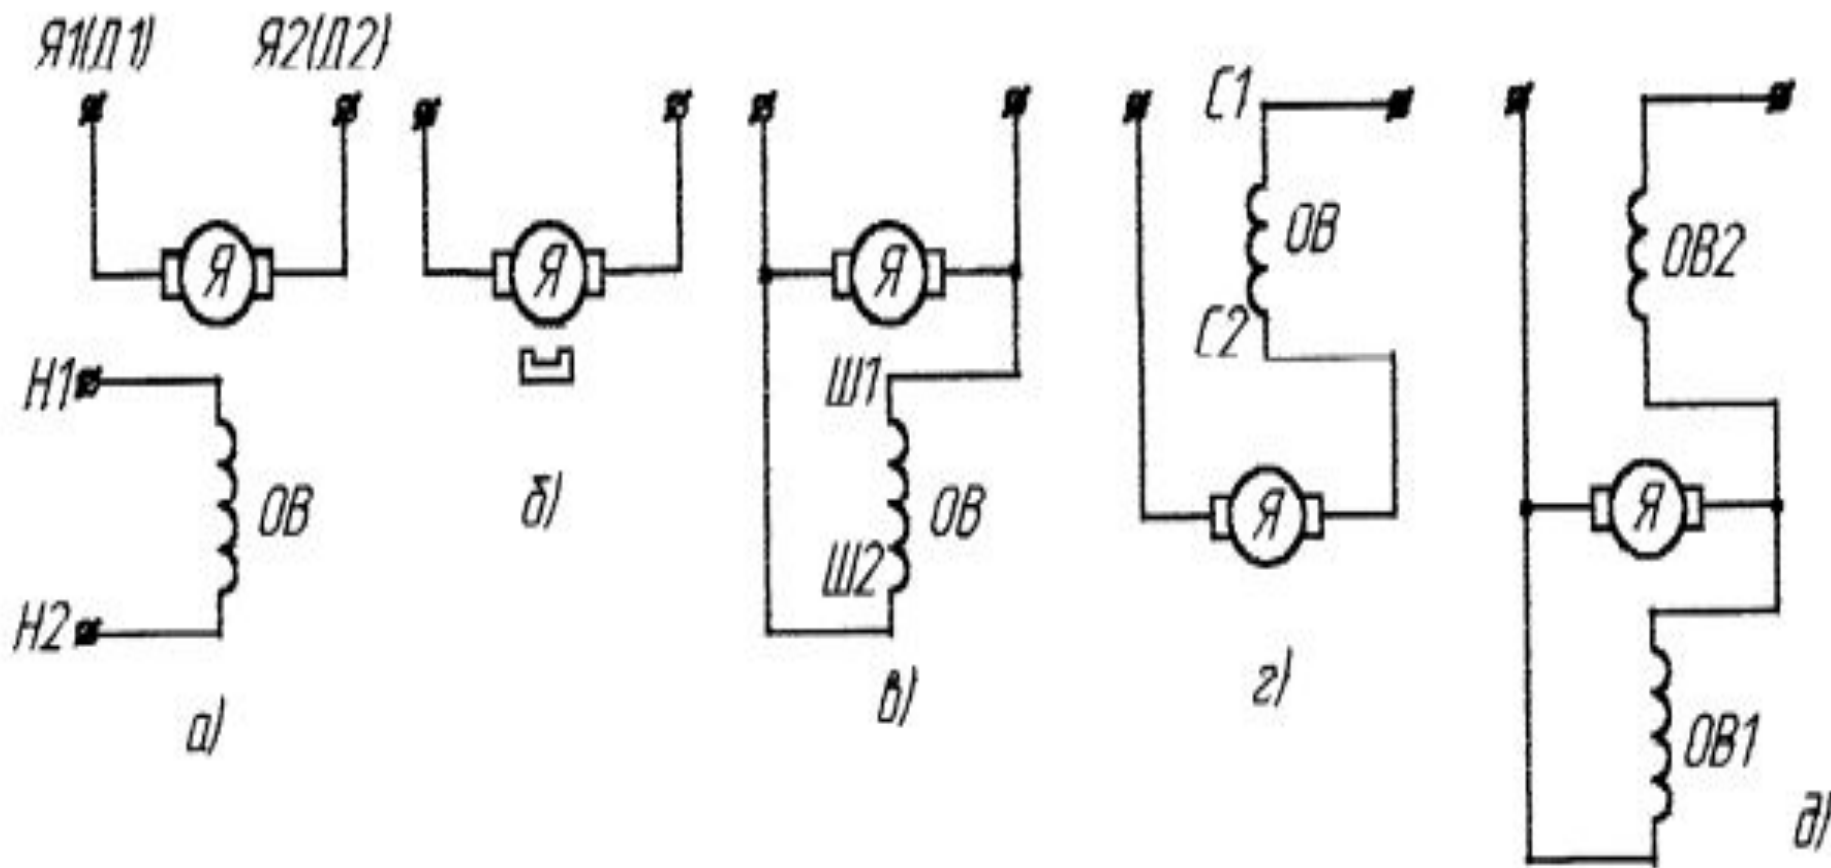 Я1(Д1)
Я2(Д2)
Я
Н1
ОВ
Н2
а)
Я
б)
Я
Ш1
ОВ
Ш2
в)
С1
ОВ
С2
Я
г)
ОВ2
Я
ОВ1
д)